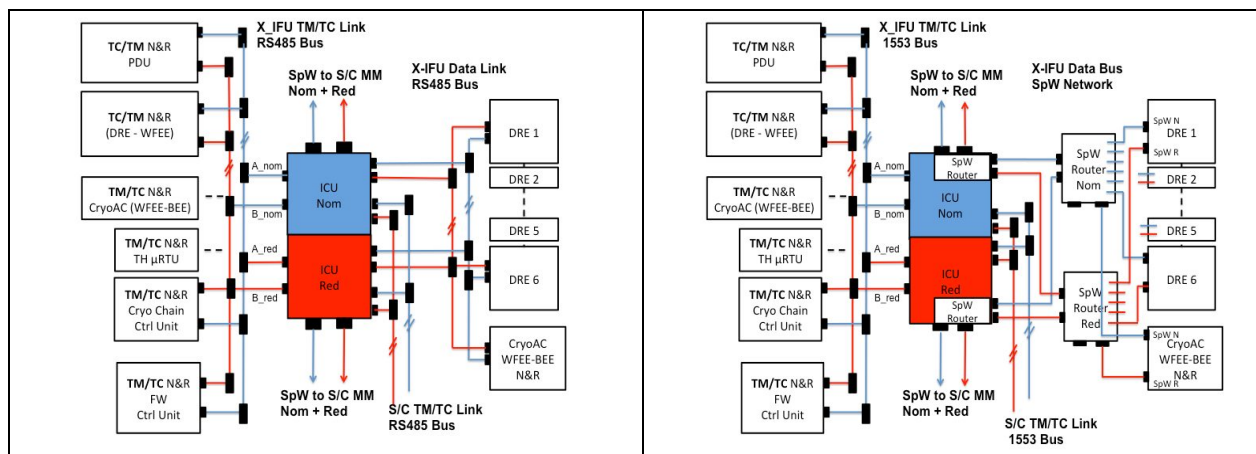 X_IFU TM/TC Link
RS485 Bus
TC/TM N&R
PDU
SpW to S/C MM
Nom + Red
X-IFU Data Link
RS485 Bus
TC/TM N&R
(DRE - WFEE)
DRE 1
DRE 2
A_nom
ICU
Nom
TM/TC N&R
CryoAC (WFEE-BEE)
B_nom
DRE 5
TM/TC N&R
TH µRTU
A_red
ICU
Red
DRE 6
TM/TC N&R
Cryo Chain
Ctrl Unit
B_red
CryoAC
WFEE-BEE
N&R
TM/TC N&R
FW
Ctrl Unit
SpW to S/C MM
Nom + Red
S/C TM/TC Link
RS485 Bus
X_IFU TM/TC Link
1553 Bus
TC/TM N&R
PDU
SpW to S/C MM
Nom + Red
X-IFU Data Bus
SpW Network
TC/TM N&R
(DRE - WFEE)
SpW N
DRE 1
SpW R
SpW
Router
Nom
DRE 2
A_nom
SpW
Router
ICU
Nom
TM/TC N&R
CryoAC (WFEE-BEE)
B_nom
DRE 5
TM/TC N&R
TH µRTU
A_red
ICU
Red
DRE 6
SpW
Router
Red
TM/TC N&R
Cryo Chain
Ctrl Unit
B_red
SpW
Router
SpW N
CryoAC
WFEE-BEE
N&R
SpW R
TM/TC N&R
FW
Ctrl Unit
SpW to S/C MM
Nom + Red
S/C TM/TC Link
1553 Bus